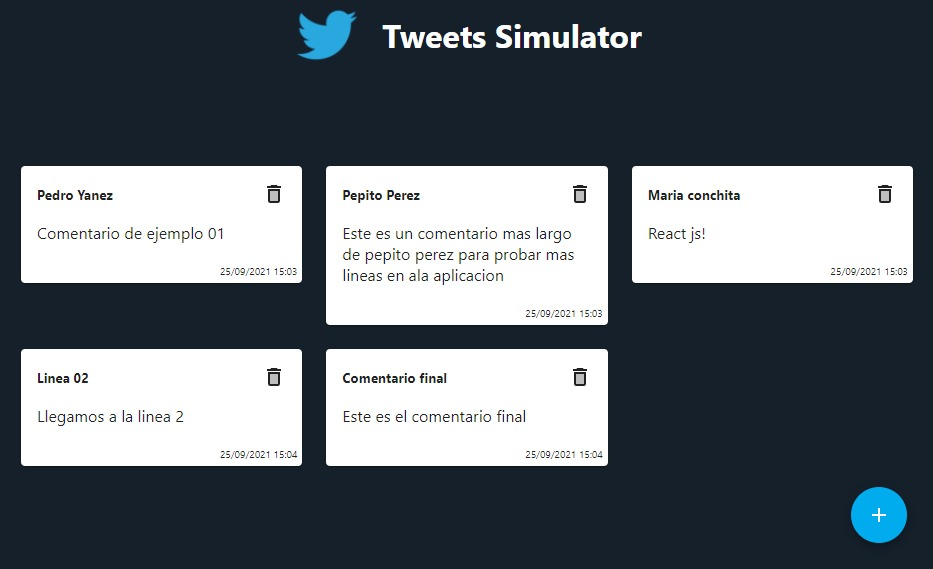 Tweets Simulator
Pedro Yanez
Comentario de ejemplo 01
25/09/2021 15:03
Pepito Perez
Este es un comentario mas largo
de pepito perez para probar mas
lineas en ala aplicacion
25/09/2021 15:03
Maria conchita
React js!
25/09/2021 15:03
Linea 02
Llegamos a la linea 2
25/09/2021 15:04
Comentario final
Este es el comentario final
25/09/2021 15:04
+